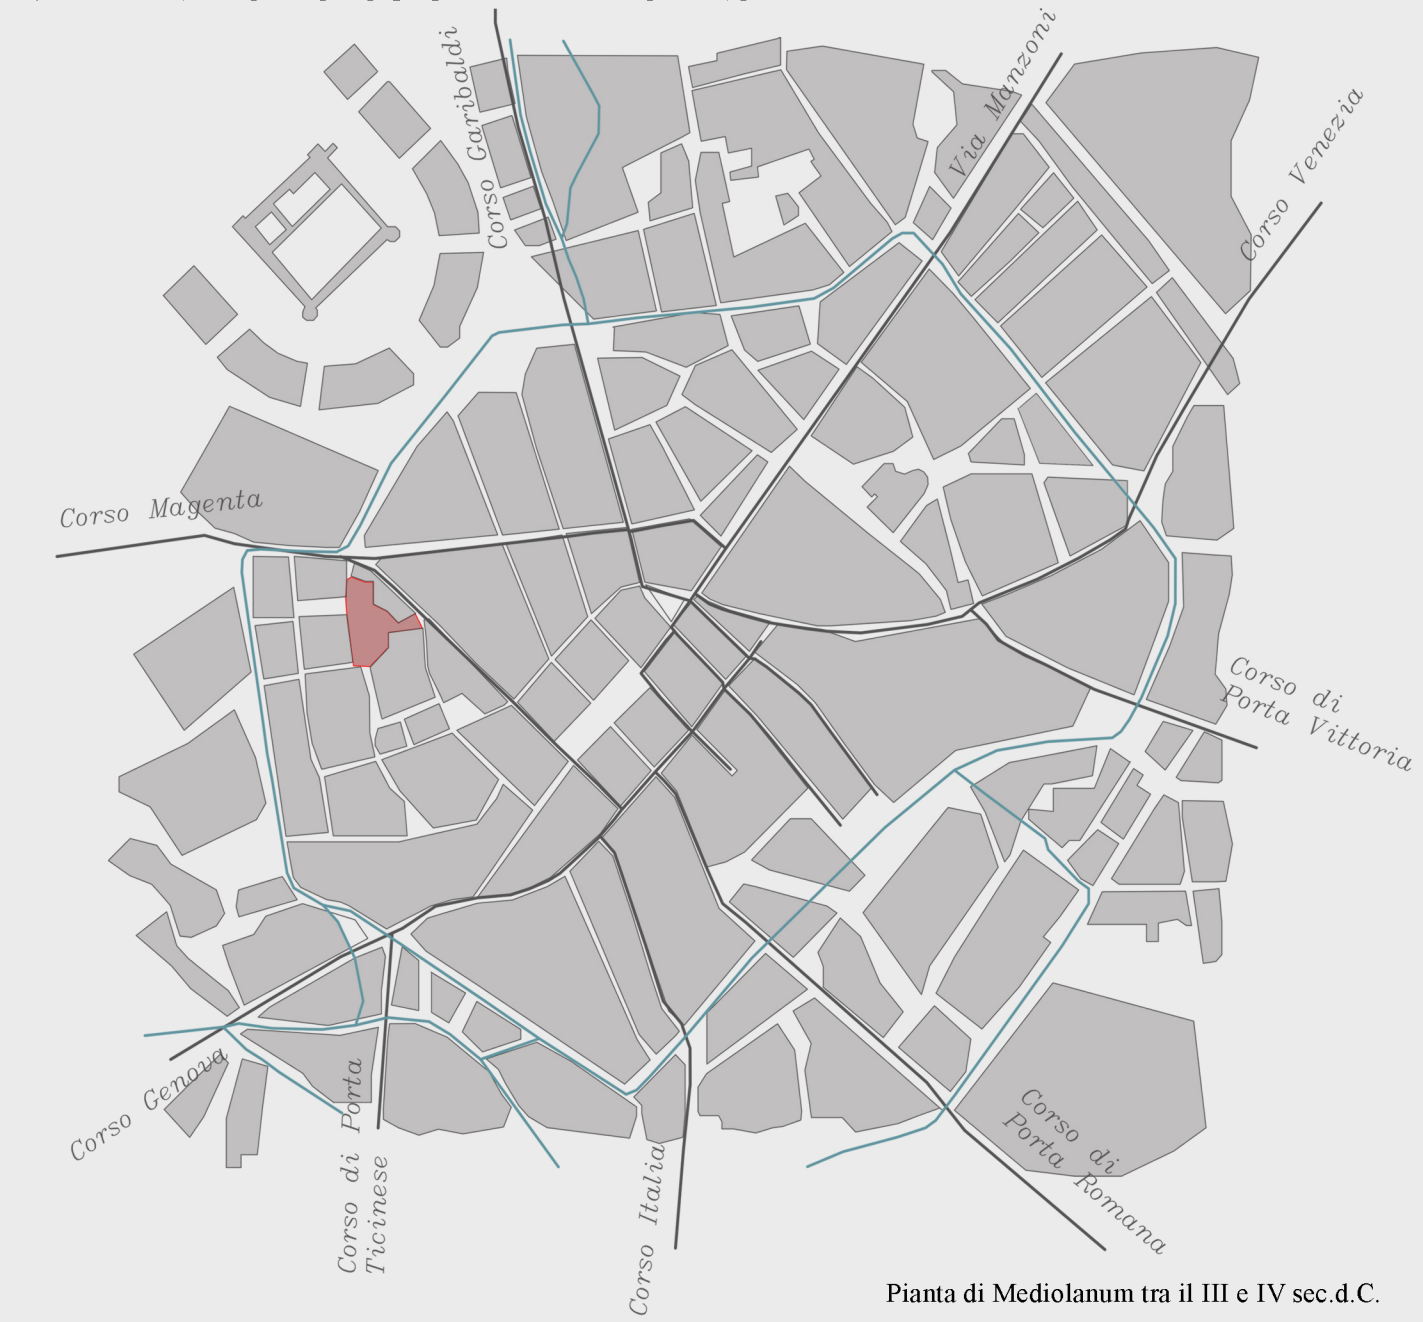 Corso Garibaldi
Via Manzoni
Corso Venezia
Corso Magenta
Corso di
Porta Vittoria
Corso Genova
Corso di Porta
Ticinese
Corso Italia
Corso di
Porta Romana
Pianta di Mediolanum tra il III e IV sec.d.C.